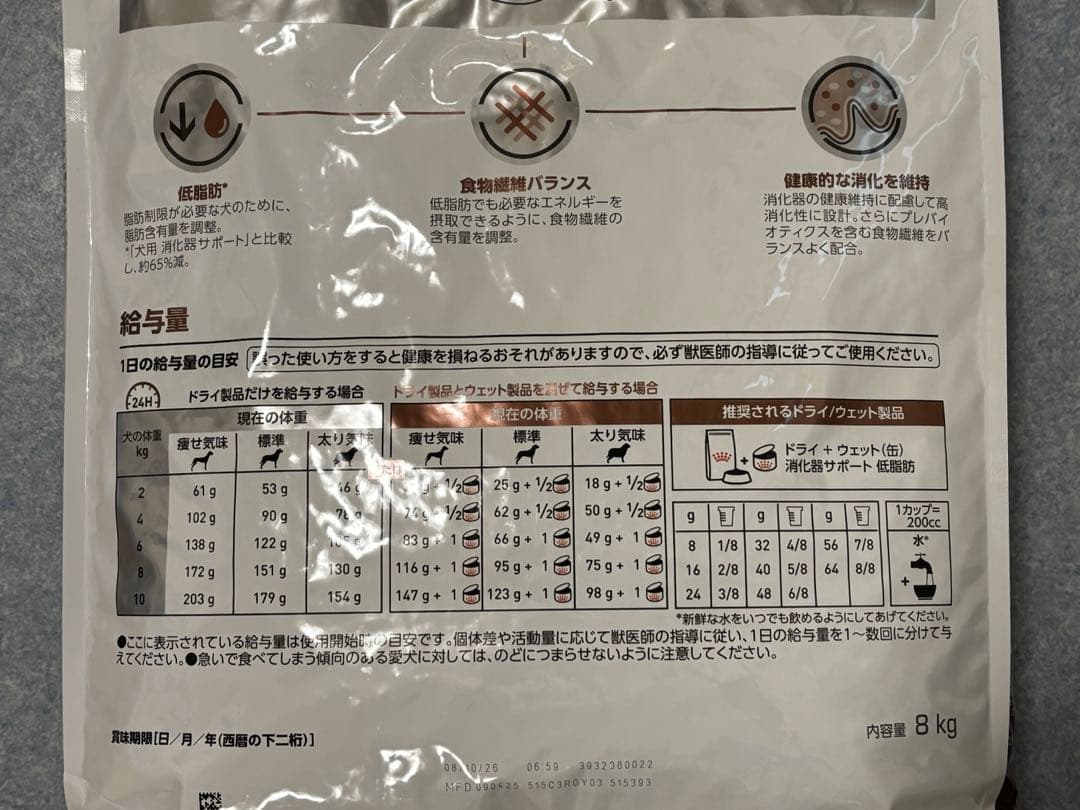 低脂肪*
脂肪制限が必要な犬のために、
脂肪含有量を調整。
*「犬用 消化器サポート」と比較
し、約65%減。
食物繊維バランス
低脂肪でも必要なエネルギーを
摂取できるように、食物繊維の
含有量を調整。
健康的な消化を維持
消化器の健康維持に配慮して高
消化性に設計。さらにプレバイ
オティクスを含む食物繊維をバ
ランスよく配合。
給与量
1日の給与量の目安 った使い方をすると健康を損ねるおそれがありますので、必ず獣医師の指導に従ってご使用ください。
24H
ドライ製品だけを給与する場合
現在の体重
犬の体重 kg 痩せ気味 標準 太り気味
2 61 g 53 g 46 g
4 102 g 90 g g
6 138 g 122 g g
8 172 g 151 g 130 g
10 203 g 179 g 154 g
または
ドライ製品とウェット製品を混ぜて給与する場合
現在の体重
痩せ気味 標準 太り気味
g + 1/2 25 g + 1/2 18 g + 1/2
74 g + 1/2 62 g + 1/2 50 g + 1/2
83 g + 1 66 g + 1 49 g + 1
116 g + 1 95 g + 1 75 g + 1
147 g + 1 123 g + 1 98 g + 1
推奨されるドライ/ウェット製品
+ ドライ + ウェット(缶)
消化器サポート 低脂肪
g g g
8 1/8 32 4/8 56 7/8
16 2/8 40 5/8 64 8/8
24 3/8 48 6/8
1カップ=
200cc
水*
+
*新鮮な水をいつでも飲めるようにしてあげてください。
●ここに表示されている給与量は使用開始時の目安です。個体差や活動量に応じて獣医師の指導に従い、1日の給与量を1〜数回に分けて与
えてください。●急いで食べてしまう傾向のある愛犬に対しては、のどにつまらせないように注意してください。
賞味期限[日/月/年(西暦の下二桁)]
内容量 8 kg
08/10/26 06:59 3932380022
MFD 090425 515C3RGY03 515393